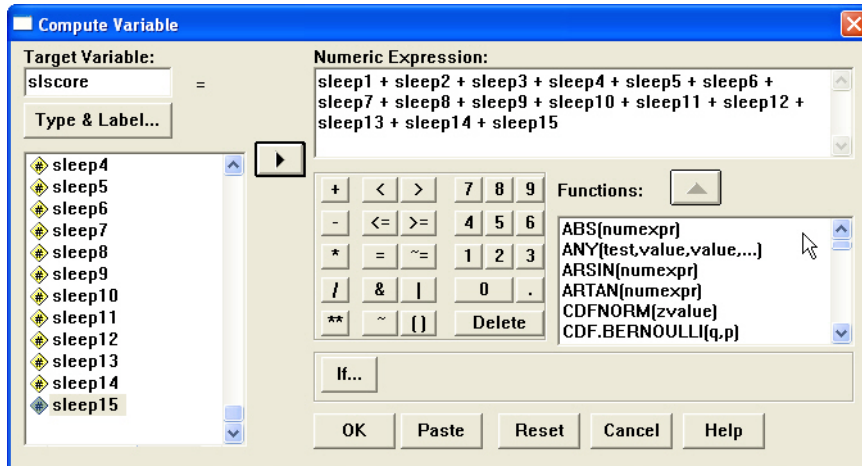 Compute Variable
Target Variable:
slscore
=
Type & Label...
sleep4
sleep5
sleep6
sleep7
sleep8
sleep9
sleep10
sleep11
sleep12
sleep13
sleep14
sleep15
Numeric Expression:
sleep1 + sleep2 + sleep3 + sleep4 + sleep5 + sleep6 +
sleep7 + sleep8 + sleep9 + sleep10 + sleep11 + sleep12 +
sleep13 + sleep14 + sleep15
+ < > 7 8 9
- <= >= 4 5 6
* = ~= 1 2 3
/ & | 0 .
** ~ () Delete
Functions:
ABS(numexpr)
ANY(test,value,value,...)
ARSIN(numexpr)
ARTAN(numexpr)
CDFNORM(zvalue)
CDF.BERNOULLI(q,p)
If...
OK Paste Reset Cancel Help